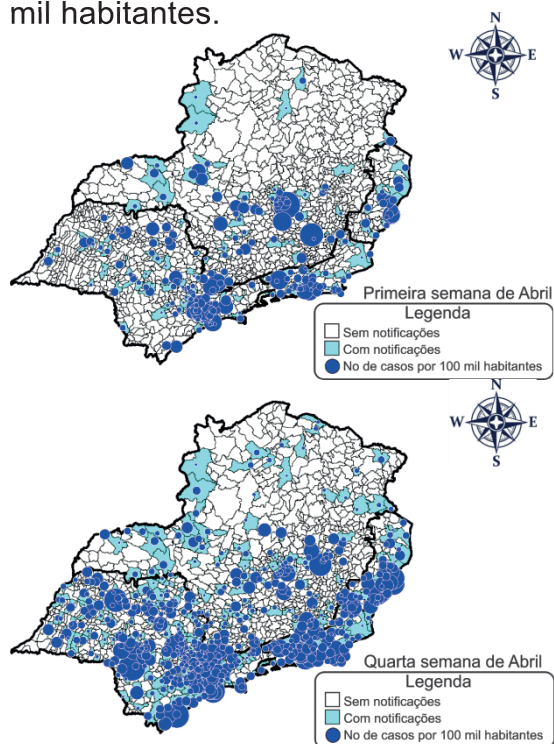 mil habitantes.
N
W E
S
Primeira semana de Abril
Legenda
Sem notificações
Com notificações
No de casos por 100 mil habitantes
N
W E
S
Quarta semana de Abril
Legenda
Sem notificações
Com notificações
No de casos por 100 mil habitantes